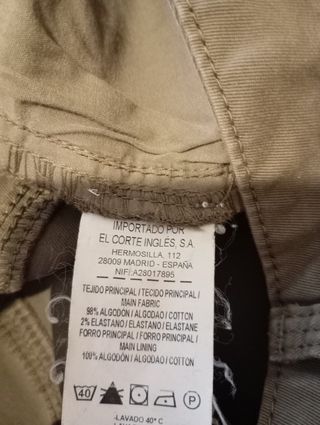 IMPORTADO POR
EL CORTE INGLES, S.A.
HERMOSILLA, 112
28009 MADRID - ESPAÑA
NIF: A28017895
TEJIDO PRINCIPAL / TECIDO PRINCIPAL /
MAIN FABRIC
98% ALGODÓN / ALGODAO / COTTON
2% ELASTANO / ELASTANO / ELASTANE
FORRO PRINCIPAL / FORRO PRINCIPAL /
MAIN LINING
100% ALGODÓN / ALGODAO / COTTON
40 P
-LAVADO 40° C